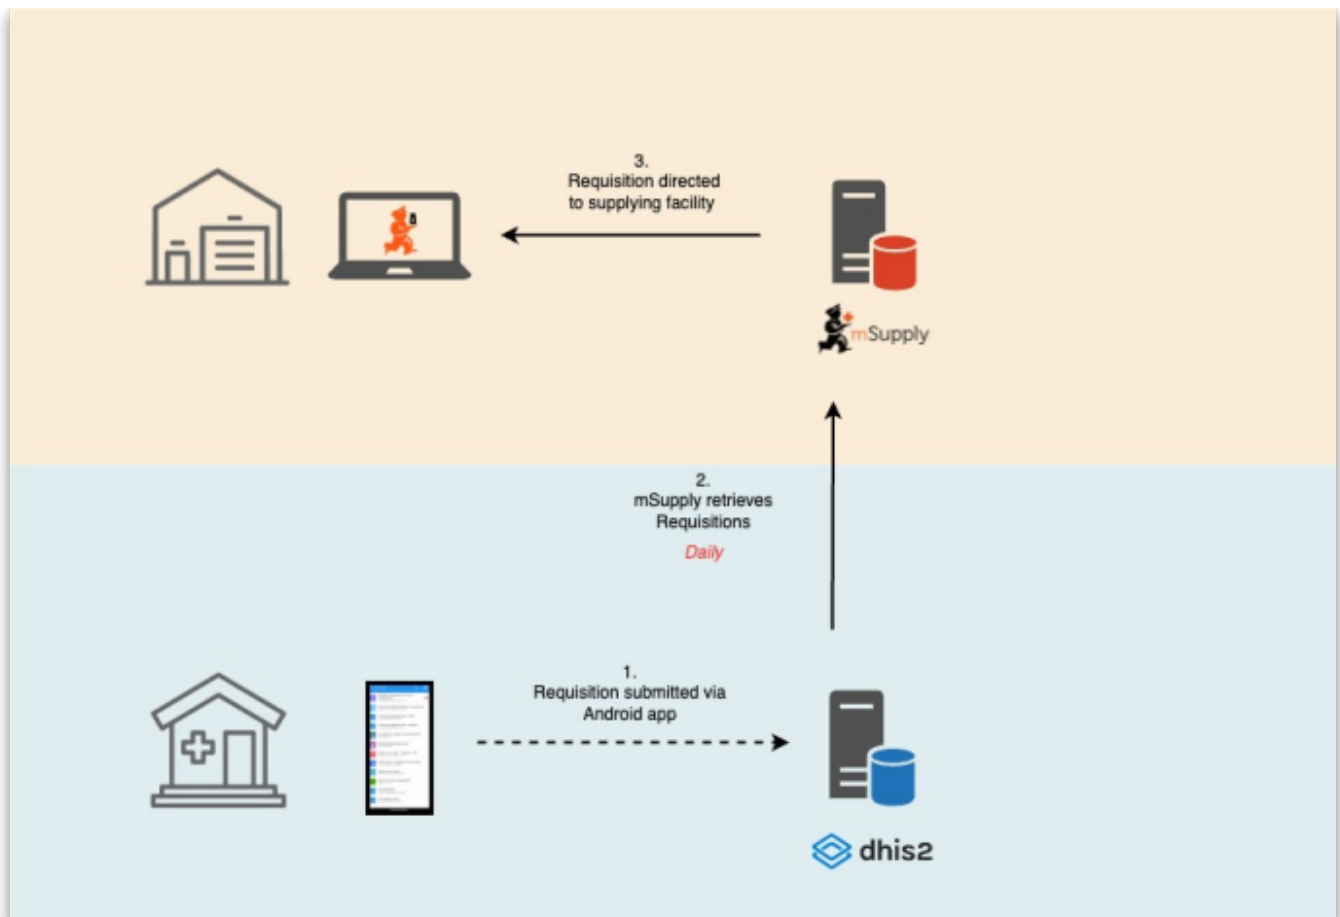 3.
Requisition directed
to supplying facility
mSupply
2.
mSupply retrieves
Requisitions
Daily
1.
Requisition submitted via
Android app
dhis2